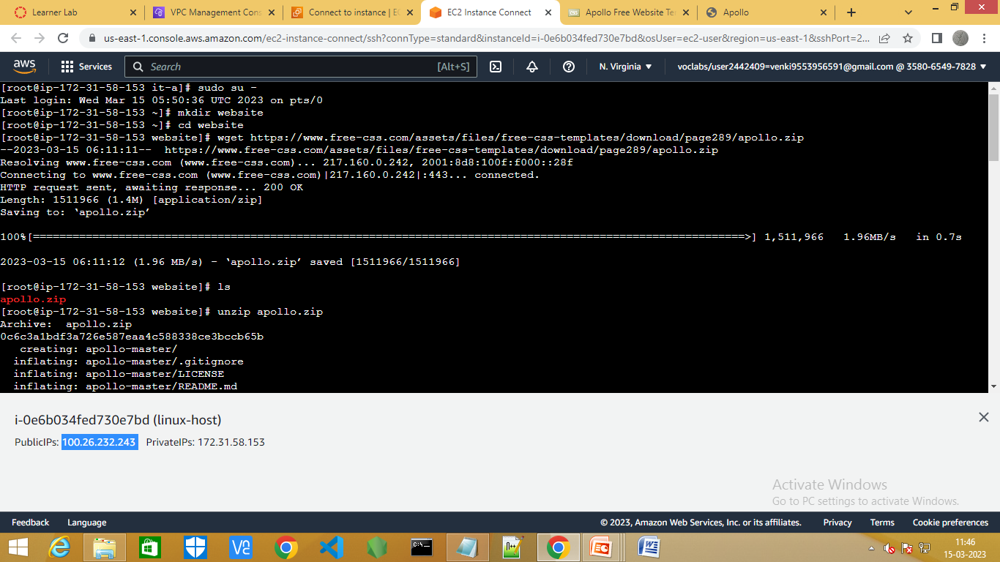 Learner Lab
VPC Management Cons
Connect to instance | EC
EC2 Instance Connect
Apollo Free Website Te
Apollo
us-east-1.console.aws.amazon.com/ec2-instance-connect/ssh?connType=standard&instanceId=i-0e6b034fed730e7bd&osUser=ec2-user&region=us-east-1&sshPort=2...
aws
Services
Search
[Alt+S]
N. Virginia
voclabs/user2442409=venki9553956591@gmail.com @ 3580-6549-7828
[root@ip-172-31-58-153 it-a]# sudo su -
Last login: Wed Mar 15 05:50:36 UTC 2023 on pts/0
[root@ip-172-31-58-153 ~]# mkdir website
[root@ip-172-31-58-153 ~]# cd website
[root@ip-172-31-58-153 website]# wget https://www.free-css.com/assets/files/free-css-templates/download/page289/apollo.zip
--2023-03-15 06:11:11--  https://www.free-css.com/assets/files/free-css-templates/download/page289/apollo.zip
Resolving www.free-css.com (www.free-css.com)... 217.160.0.242, 2001:8d8:100f:f000::28f
Connecting to www.free-css.com (www.free-css.com)|217.160.0.242|:443... connected.
HTTP request sent, awaiting response... 200 OK
Length: 1511966 (1.4M) [application/zip]
Saving to: ‘apollo.zip’
100%[============================================================================================================>] 1,511,966   1.96MB/s   in 0.7s
2023-03-15 06:11:12 (1.96 MB/s) - ‘apollo.zip’ saved [1511966/1511966]
[root@ip-172-31-58-153 website]# ls
apollo.zip
[root@ip-172-31-58-153 website]# unzip apollo.zip
Archive:  apollo.zip
0c6c3a1bdf3a726e587eaa4c588338ce3bccb65b
creating: apollo-master/
inflating: apollo-master/.gitignore
inflating: apollo-master/LICENSE
inflating: apollo-master/README.md
i-0e6b034fed730e7bd (linux-host)
PublicIPs: 100.26.232.243 PrivateIPs: 172.31.58.153
Activate Windows
Go to PC settings to activate Windows.
Feedback
Language
© 2023, Amazon Web Services, Inc. or its affiliates.
Privacy
Terms
Cookie preferences
11:46
15-03-2023